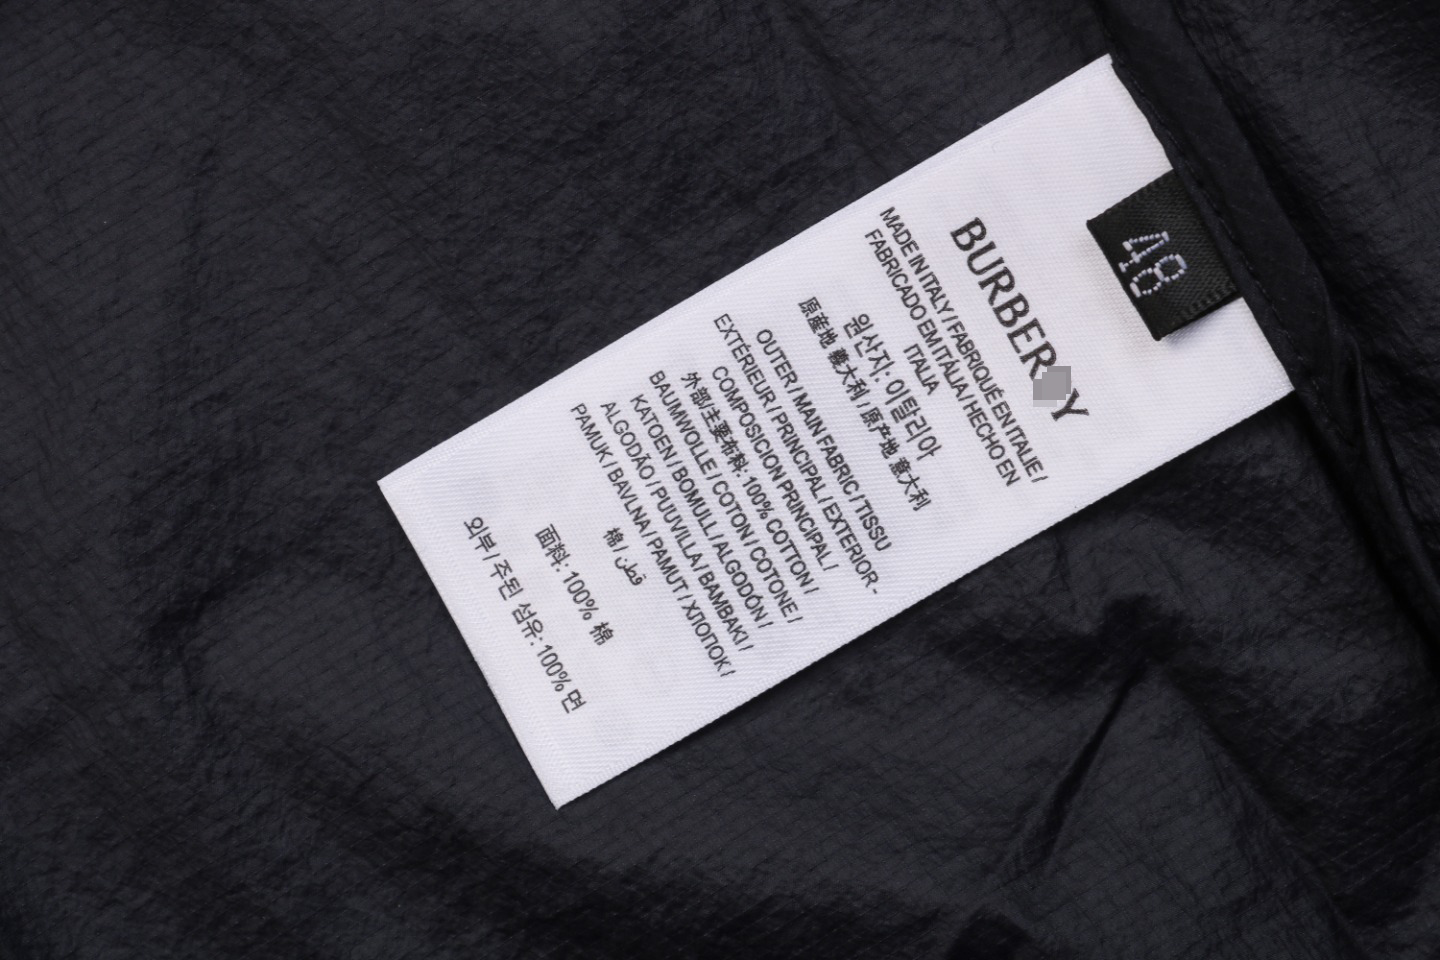 48
BURBER Y
MADE IN ITALY / FABRIQUÉ EN ITALIE /
FABRICADO EM ITÁLIA / HECHO EN
ITALIA
원산지: 이탈리아
原産地 義大利 / 原产地 意大利
OUTER / MAIN FABRIC / TISSU
EXTÉRIEUR / PRINCIPAL / EXTERIOR-
COMPOSICION PRINCIPAL /
外部/主要布料: 100% COTTON /
BAUMWOLLE / COTON / COTONE /
KATOEN / BOMULL / ALGODÓN /
ALGODÃO / PUUVILLA / BAMBAKI /
PAMUK / BAVLNA / PAMUT / ХЛОПОК /
棉 / قطن
面料: 100% 棉
외부 / 주된 섬유: 100% 면